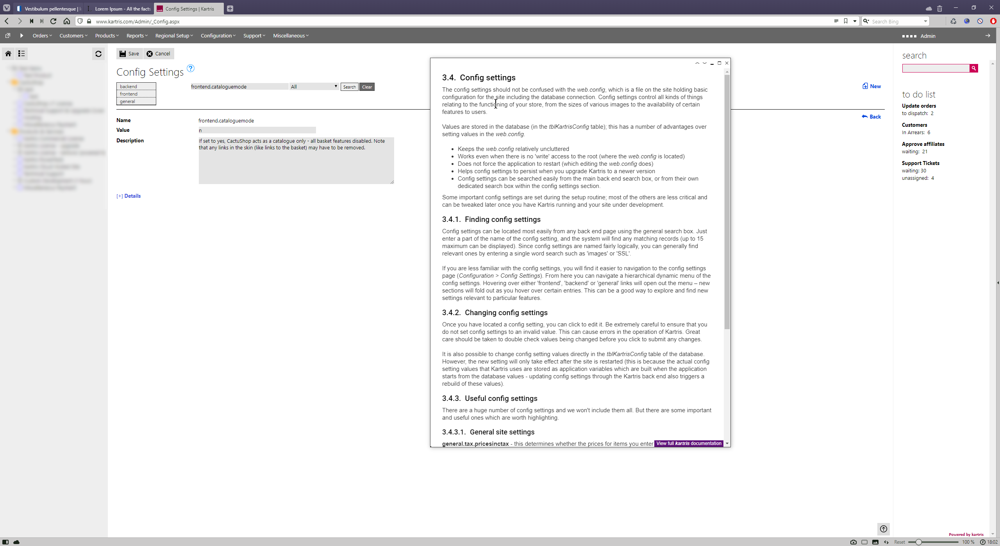 Vestibulum pellentesque |
Lorem Ipsum - All the facts
Config Settings | Kartris
www.kartris.com/Admin/_Config.aspx
Search Bing
Orders
Customers
Products
Reports
Regional Setup
Configuration
Support
Miscellaneous
Admin
Save
Cancel
Config Settings
?
backend
frontend
general
frontend.cataloguemode
All
Search
Clear
New
Back
Name
frontend.cataloguemode
Value
n
Description
If set to yes, CactuShop acts as a catalogue only - all basket features disabled. Note
that any links in the skin (like links to the basket) may have to be removed.
[+] Details
3.4. Config settings
The config settings should not be confused with the web.config, which is a file on the site holding basic
configuration for the site including the database connection. Config settings control all kinds of things
relating to the functioning of your store, from the sizes of various images to the availability of certain
features to users.
Values are stored in the database (in the tblKartrisConfig table); this has a number of advantages over
setting values in the web.config.
• Keeps the web.config relatively uncluttered
• Works even when there is no 'write' access to the root (where the web.config is located)
• Does not force the application to restart (which editing the web.config does)
• Helps config settings to persist when you upgrade Kartris to a newer version
• Config settings can be searched easily from the main back end search box, or from their own
dedicated search box within the config settings section.
Some important config settings are set during the setup routine; most of the others are less critical and
can be tweaked later once you have Kartris running and your site under development.
3.4.1. Finding config settings
Config settings can be located most easily from any back end page using the general search box. Just
enter a part of the name of the config setting, and the system will find any matching records (up to 15
maximum can be displayed). Since config settings are named fairly logically, you can generally find
relevant ones by entering a single word search such as 'images' or 'SSL'.
If you are less familiar with the config settings, you will find it easier to navigation to the config settings
page (Configuration > Config Settings). From here you can navigate a hierarchical dynamic menu of the
config settings. Hovering over either 'frontend', 'backend' or 'general' links will open out the menu – new
sections will fold out as you hover over certain entries. This can be a good way to explore and find new
settings relevant to particular features.
3.4.2. Changing config settings
Once you have located a config setting, you can click to edit it. Be extremely careful to ensure that you
do not set config settings to an invalid value. This can cause errors in the operation of Kartris. Great
care should be taken to double check values being changed before you click to submit any changes.
It is also possible to change config setting values directly in the tblKartrisConfig table of the database.
However, the new setting will only take effect after the site is restarted (this is because the actual config
setting values that Kartris uses are stored as application variables which are built when the application
starts from the database values - updating config settings through the Kartris back end also triggers a
rebuild of these values).
3.4.3. Useful config settings
There are a huge number of config settings and we won't include them all. But there are some important
and useful ones which are worth highlighting.
3.4.3.1. General site settings
general.tax.pricesinctax - this determines whether the prices for items you enter
View full kartris documentation
search
to do list
Update orders
to dispatch: 2
Customers
In Arrears: 6
Approve affiliates
waiting: 21
Support Tickets
waiting: 30
unassigned: 4
Powered by kartris
Reset
100 %
18:02